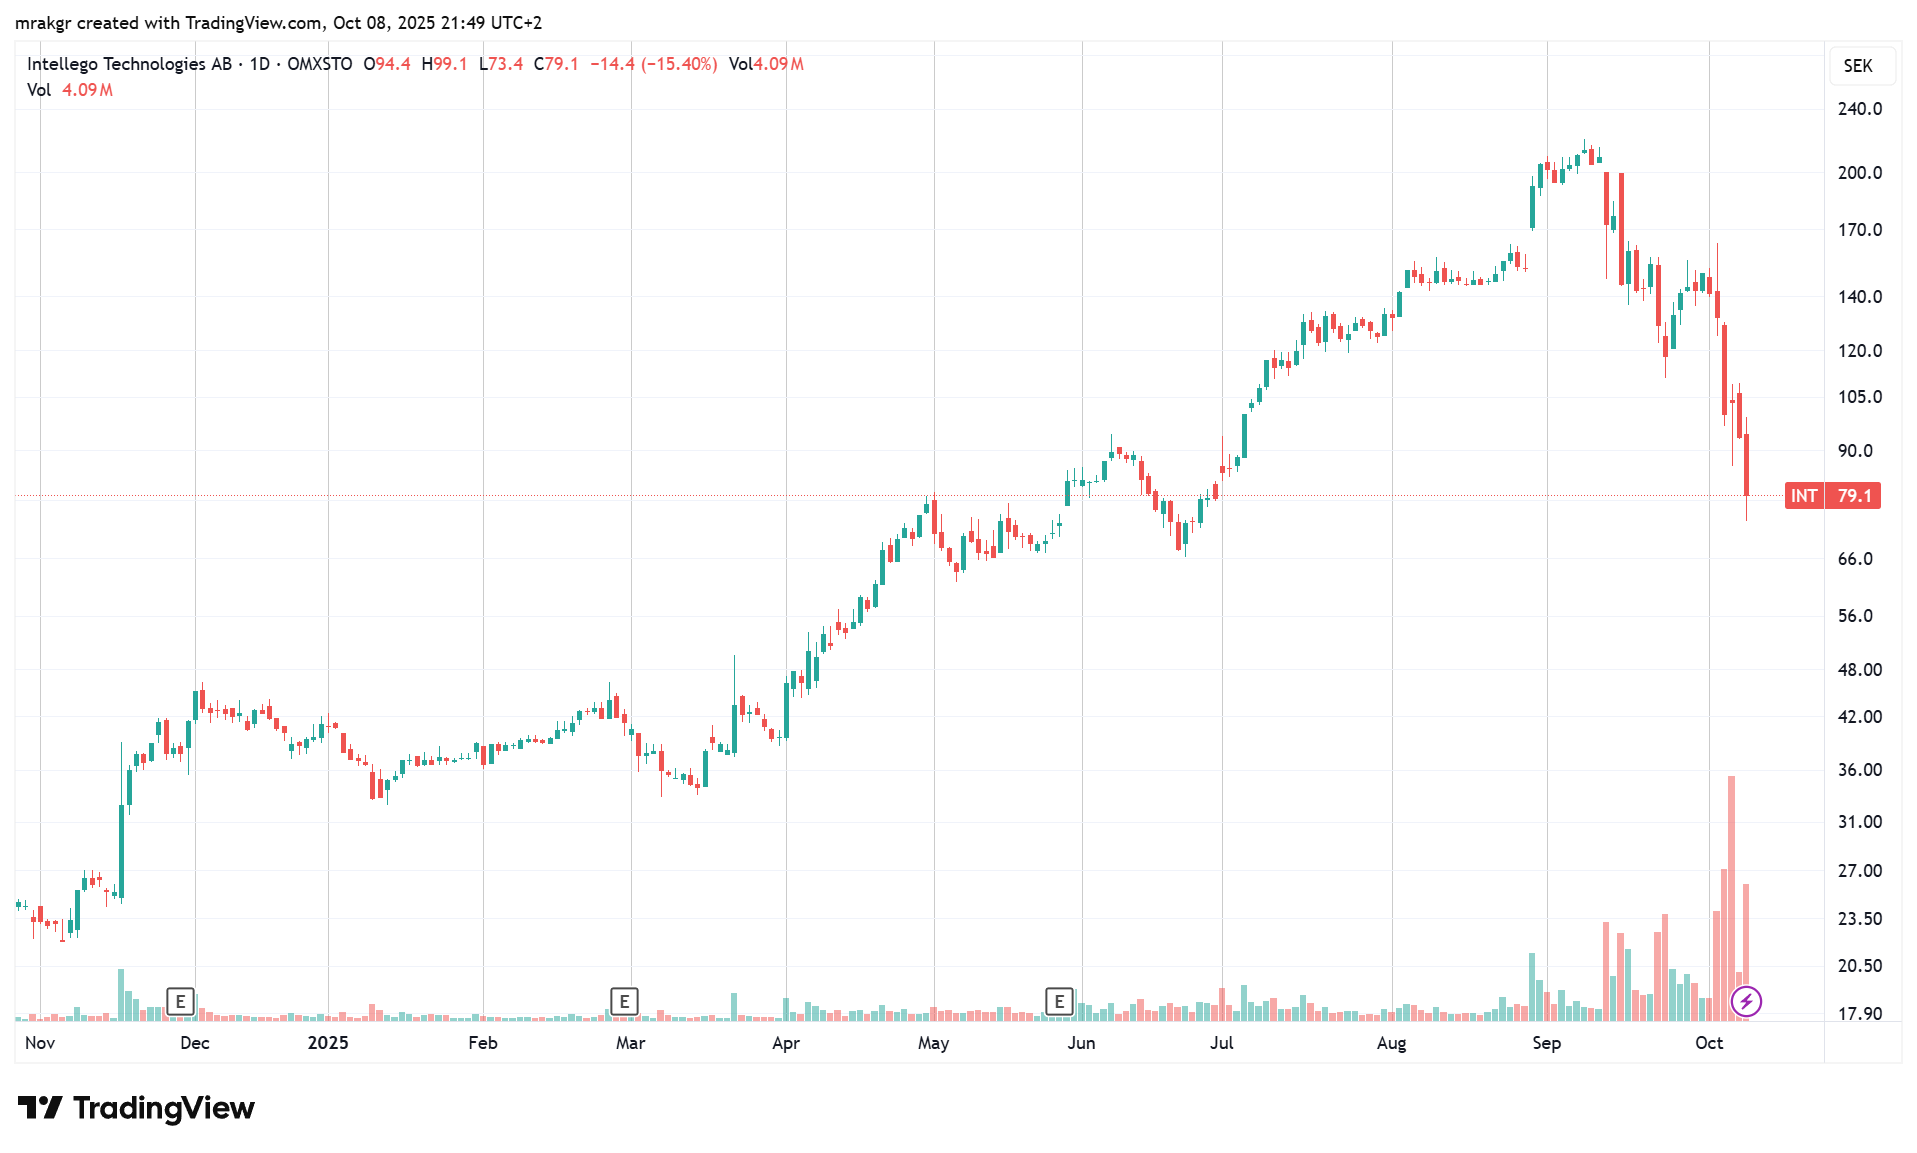 mrakgr created with TradingView.com, Oct 08, 2025 21:49 UTC+2
Intellego Technologies AB · 1D · OMXSTO O94.4 H99.1 L73.4 C79.1 −14.4 (−15.40%) Vol4.09M
Vol 4.09M
SEK
240.0
200.0
170.0
140.0
120.0
105.0
90.0
INT 79.1
66.0
56.0
48.00
42.00
36.00
31.00
27.00
23.50
20.50
17.90
E E E
Nov Dec 2025 Feb Mar Apr May Jun Jul Aug Sep Oct
TradingView